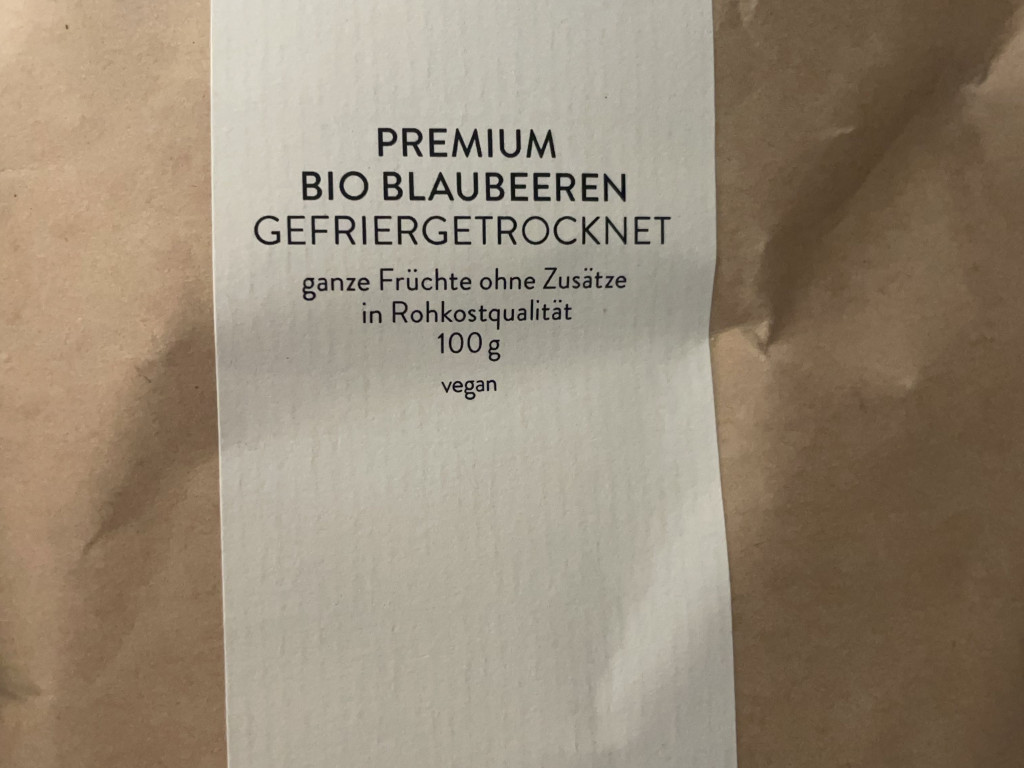 PREMIUM
BIO BLAUBEEREN
GEFRIERGETROCKNET
ganze Früchte ohne Zusätze
in Rohkostqualität
100 g
vegan